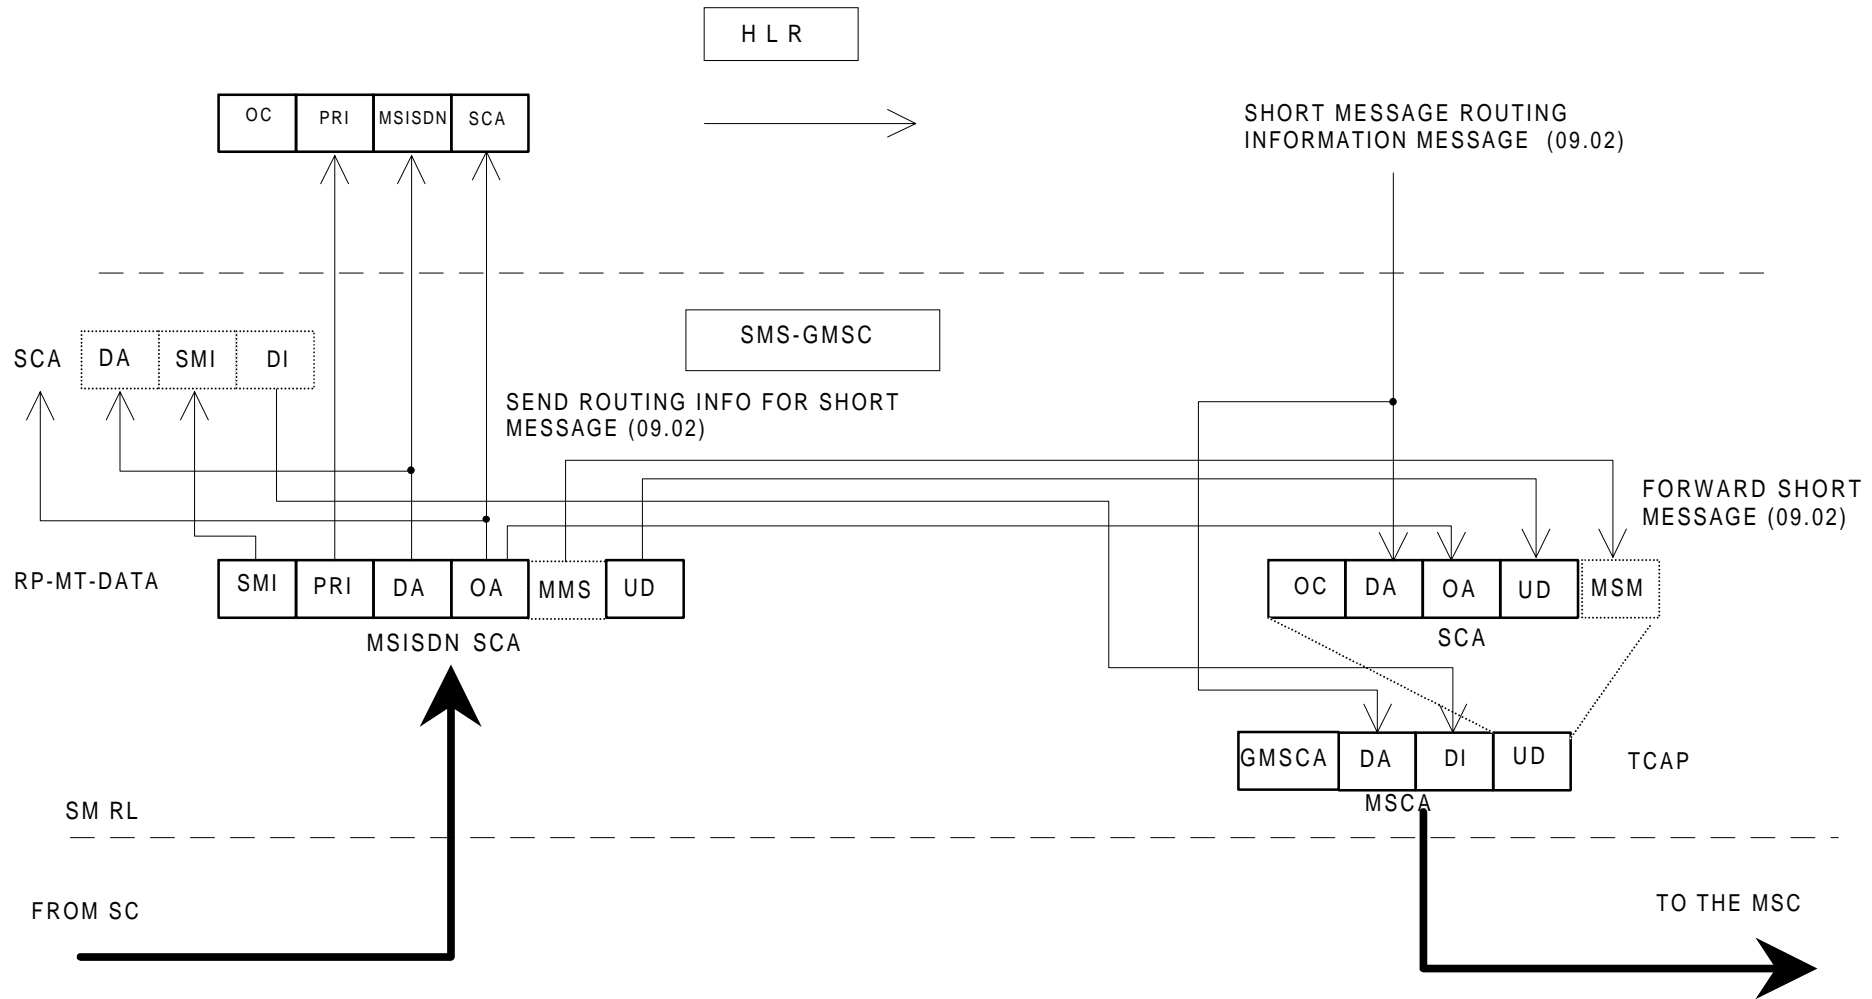 H L R
OC PRI MSISDN SCA
SHORT MESSAGE ROUTING
INFORMATION MESSAGE (09.02)
SMS-GMSC
SCA DA SMI DI
SEND ROUTING INFO FOR SHORT
MESSAGE (09.02)
FORWARD SHORT
MESSAGE (09.02)
RP-MT-DATA SMI PRI DA OA MMS UD
OC DA OA UD MSM
MSISDN SCA
SCA
GMSCA DA DI UD TCAP
MSCA
SM RL
FROM SC
TO THE MSC